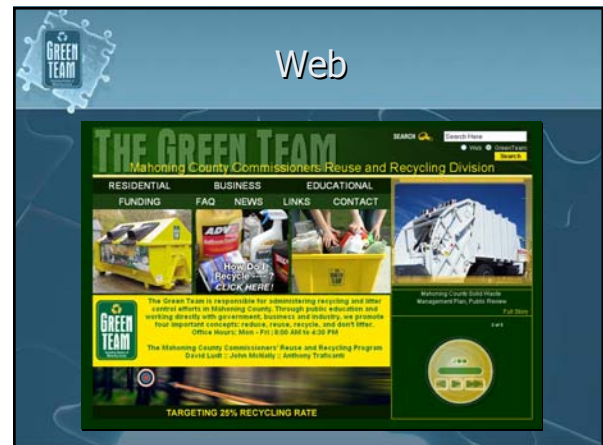 GREEN
TEAM
Web
THE GREEN TEAM
Mahoning County Commissioners Reuse and Recycling Division
SEARCH
Search Here
Web GreenTeam
Search
RESIDENTIAL BUSINESS EDUCATIONAL
FUNDING FAQ NEWS LINKS CONTACT
ADV
How Do I
Recycle ?
CLICK HERE!
Mahoning County Solid Waste
Management Plan, Public Review
Full Story
GREEN
TEAM
The Green Team is responsible for administering recycling and litter
control efforts in Mahoning County. Through public education and
working directly with government, business and industry, we promote
four important concepts: reduce, reuse, recycle, and don't litter.
Office Hours: Mon - Fri | 8:00 AM to 4:30 PM
The Mahoning County Commissioners' Reuse and Recycling Program
David Ludt :: John McNally :: Anthony Traficanti
TARGETING 25% RECYCLING RATE